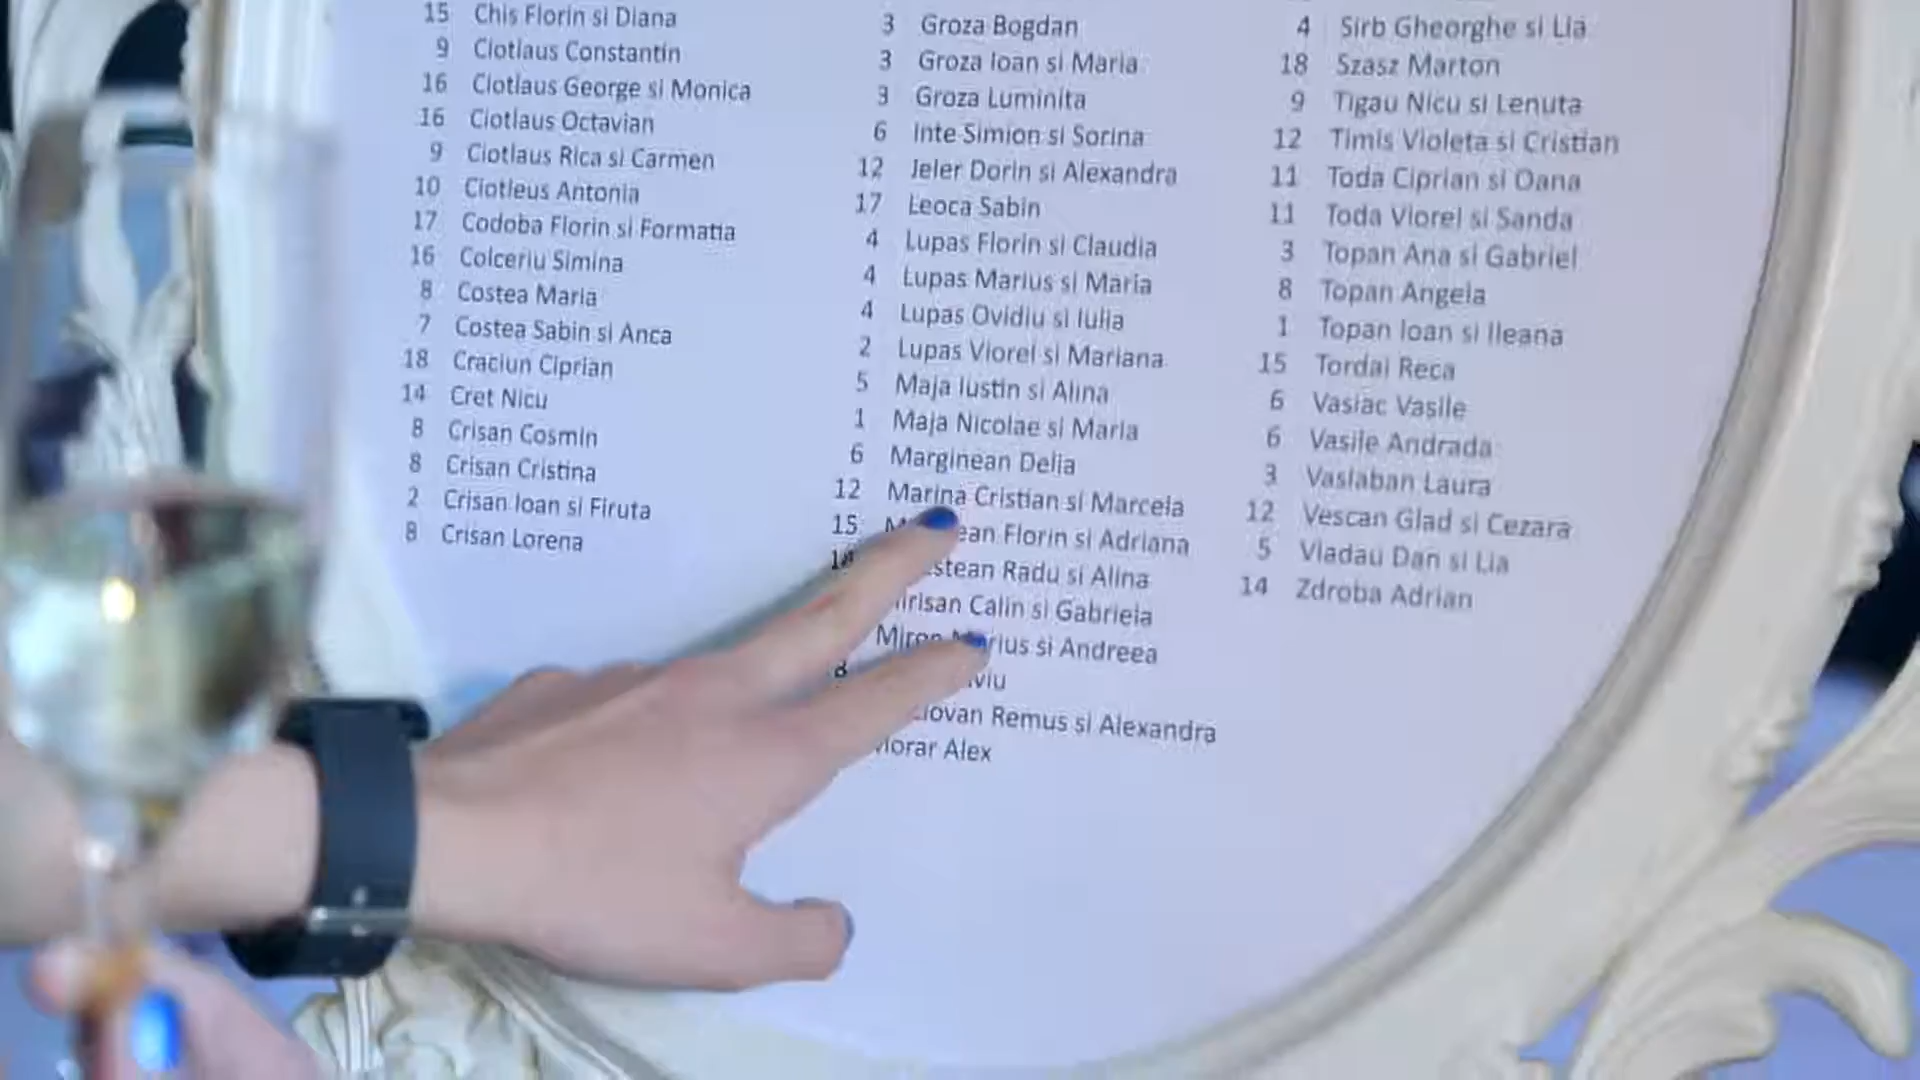 15 Chis Florin si Diana
9 Ciotlaus Constantin
16 Ciotlaus George si Monica
16 Ciotlaus Octavian
9 Ciotlaus Rica si Carmen
10 Ciotleus Antonia
17 Codoba Florin si Formatia
16 Colceriu Simina
8 Costea Maria
7 Costea Sabin si Anca
18 Craciun Ciprian
14 Cret Nicu
8 Crisan Cosmin
8 Crisan Cristina
2 Crisan Ioan si Firuta
8 Crisan Lorena
3 Groza Bogdan
3 Groza Ioan si Maria
3 Groza Luminita
6 Inte Simion si Sorina
12 Jeler Dorin si Alexandra
17 Leoca Sabin
4 Lupas Florin si Claudia
4 Lupas Marius si Maria
4 Lupas Ovidiu si Iulia
2 Lupas Viorel si Mariana
5 Maja Iustin si Alina
1 Maja Nicolae si Maria
6 Marginean Delia
12 Marina Cristian si Marcela
15 Florin si Adriana
Radu si Alina
Calin si Gabriela
si Andreea
Remus si Alexandra
Morar Alex
4 Sirb Gheorghe si Lia
18 Szasz Marton
9 Tigau Nicu si Lenuta
12 Timis Violeta si Cristian
11 Toda Ciprian si Oana
11 Toda Viorel si Sanda
3 Topan Ana si Gabriel
8 Topan Angela
1 Topan Ioan si Ileana
15 Tordai Reca
6 Vasiac Vasile
6 Vasile Andrada
3 Vaslaban Laura
12 Vescan Glad si Cezara
5 Vladau Dan si Lia
14 Zdroba Adrian